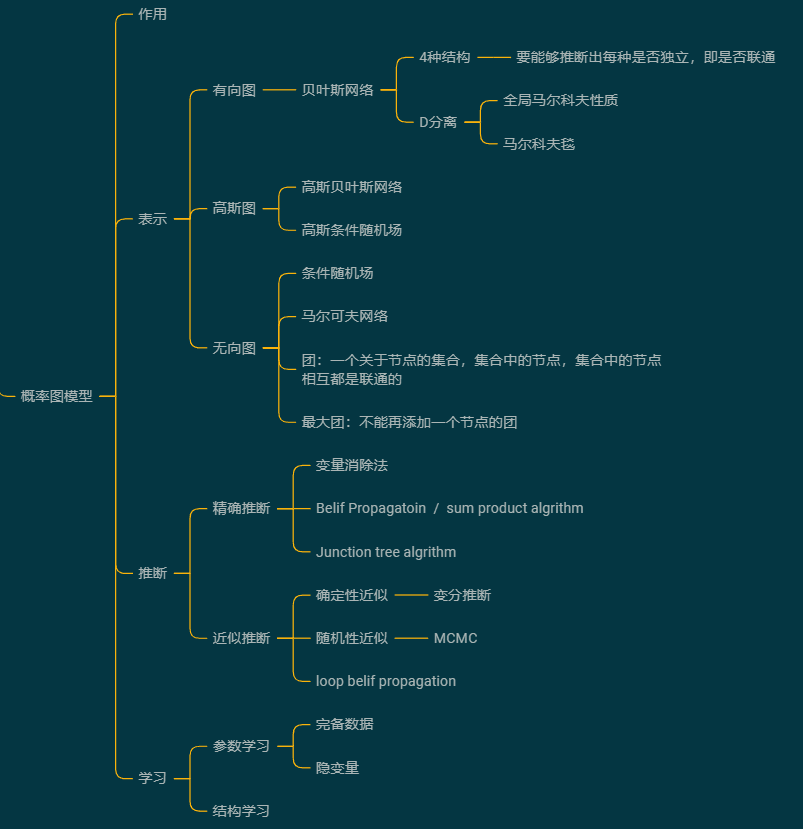 作用
4种结构
要能够推断出每种是否独立，即是否联通
有向图
贝叶斯网络
全局马尔科夫性质
D分离
马尔科夫毯
高斯贝叶斯网络
表示
高斯图
高斯条件随机场
条件随机场
马尔可夫网络
无向图
团：一个关于节点的集合，集合中的节点，集合中的节点
相互都是联通的
概率图模型
最大团：不能再添加一个节点的团
变量消除法
精确推断
Belif Propagatoin / sum product algrithm
Junction tree algrithm
推断
确定性近似
变分推断
近似推断
随机性近似
MCMC
loop belif propagation
完备数据
参数学习
隐变量
学习
结构学习